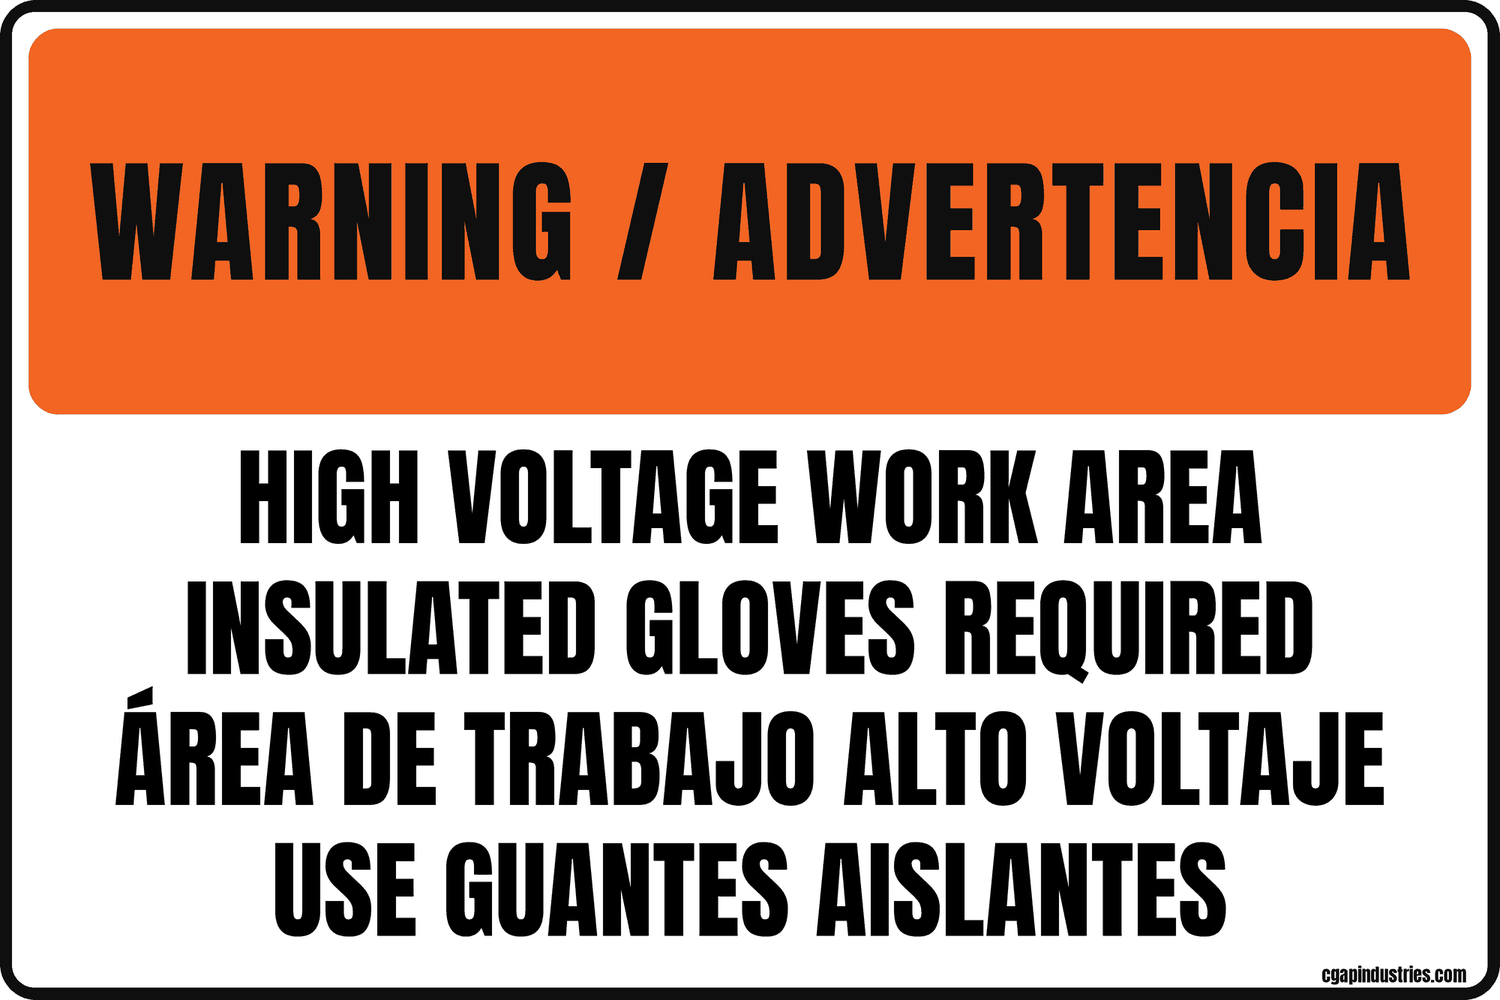 WARNING / ADVERTENCIA
HIGH VOLTAGE WORK AREA
INSULATED GLOVES REQUIRED
ÁREA DE TRABAJO ALTO VOLTAJE
USE GUANTES AISLANTES
cgapindustries.com